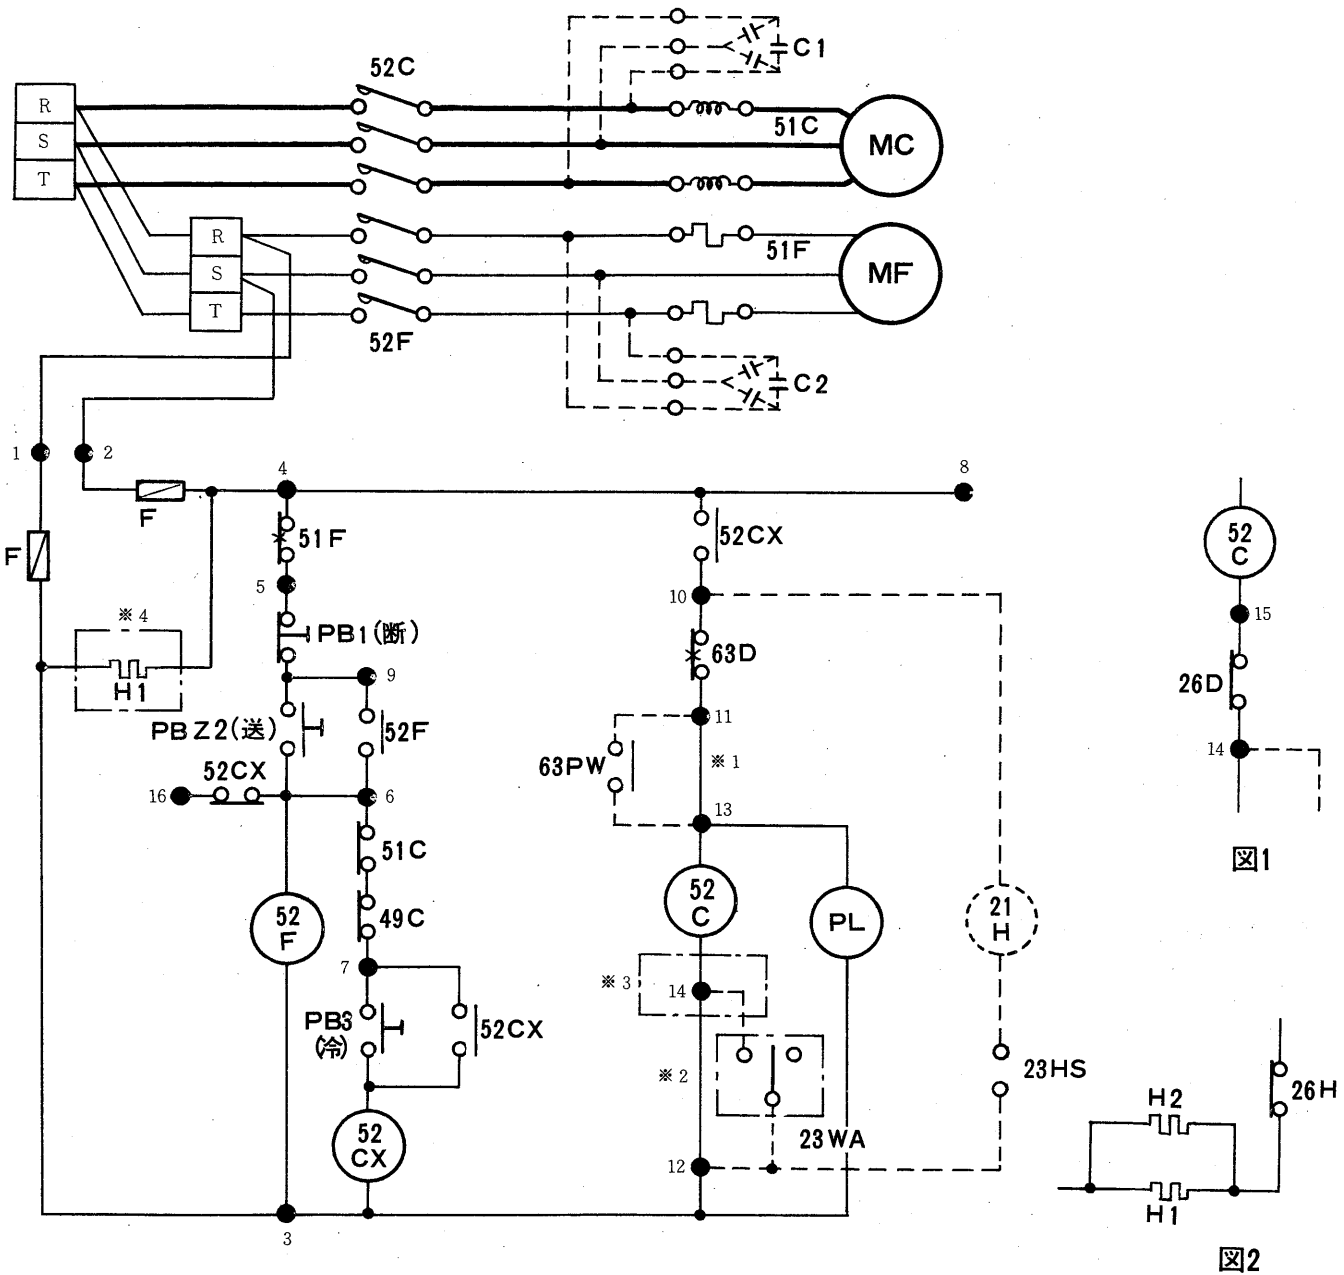 C1
52C
R
S
T
51C
MC
R
S
T
51F
MF
52F
C2
1
2
4
8
F
F
51F
52CX
52
C
5
10
15
※4
PB1(断)
63D
26D
H1
9
11
14
PBZ2(送)
52F
63PW
※1
52CX
16
6
13
51C
図1
52
F
49C
52
C
PL
21
H
7
※3
14
PB3
(冷)
52CX
※2
23HS
26H
H2
52
CX
23WA
12
H1
3
図2